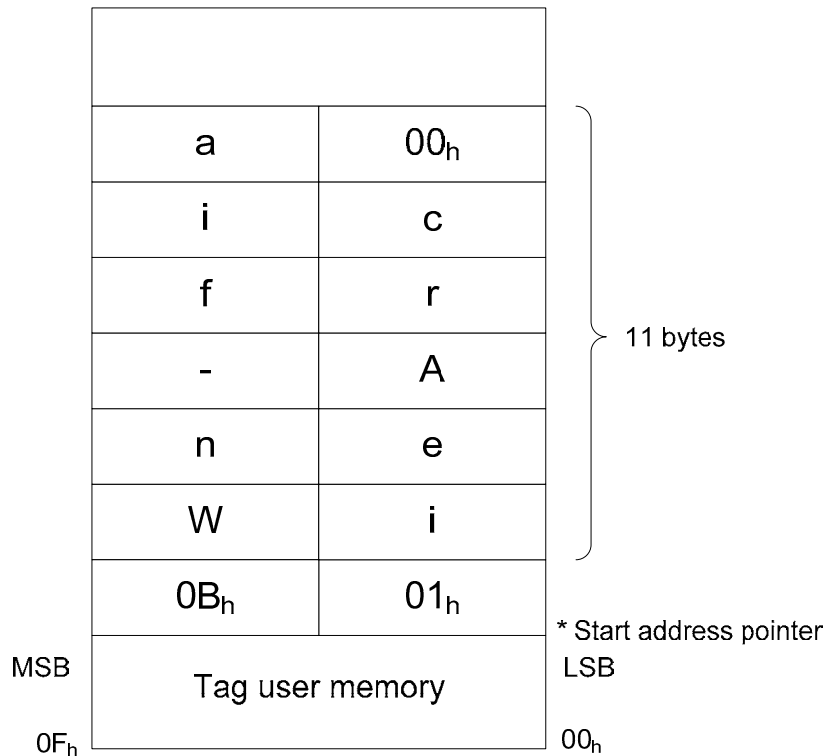 a 00h
i c
f r
- A
11 bytes
n e
W i
0Bh 01h
* Start address pointer
MSB Tag user memory LSB
0Fh 00h